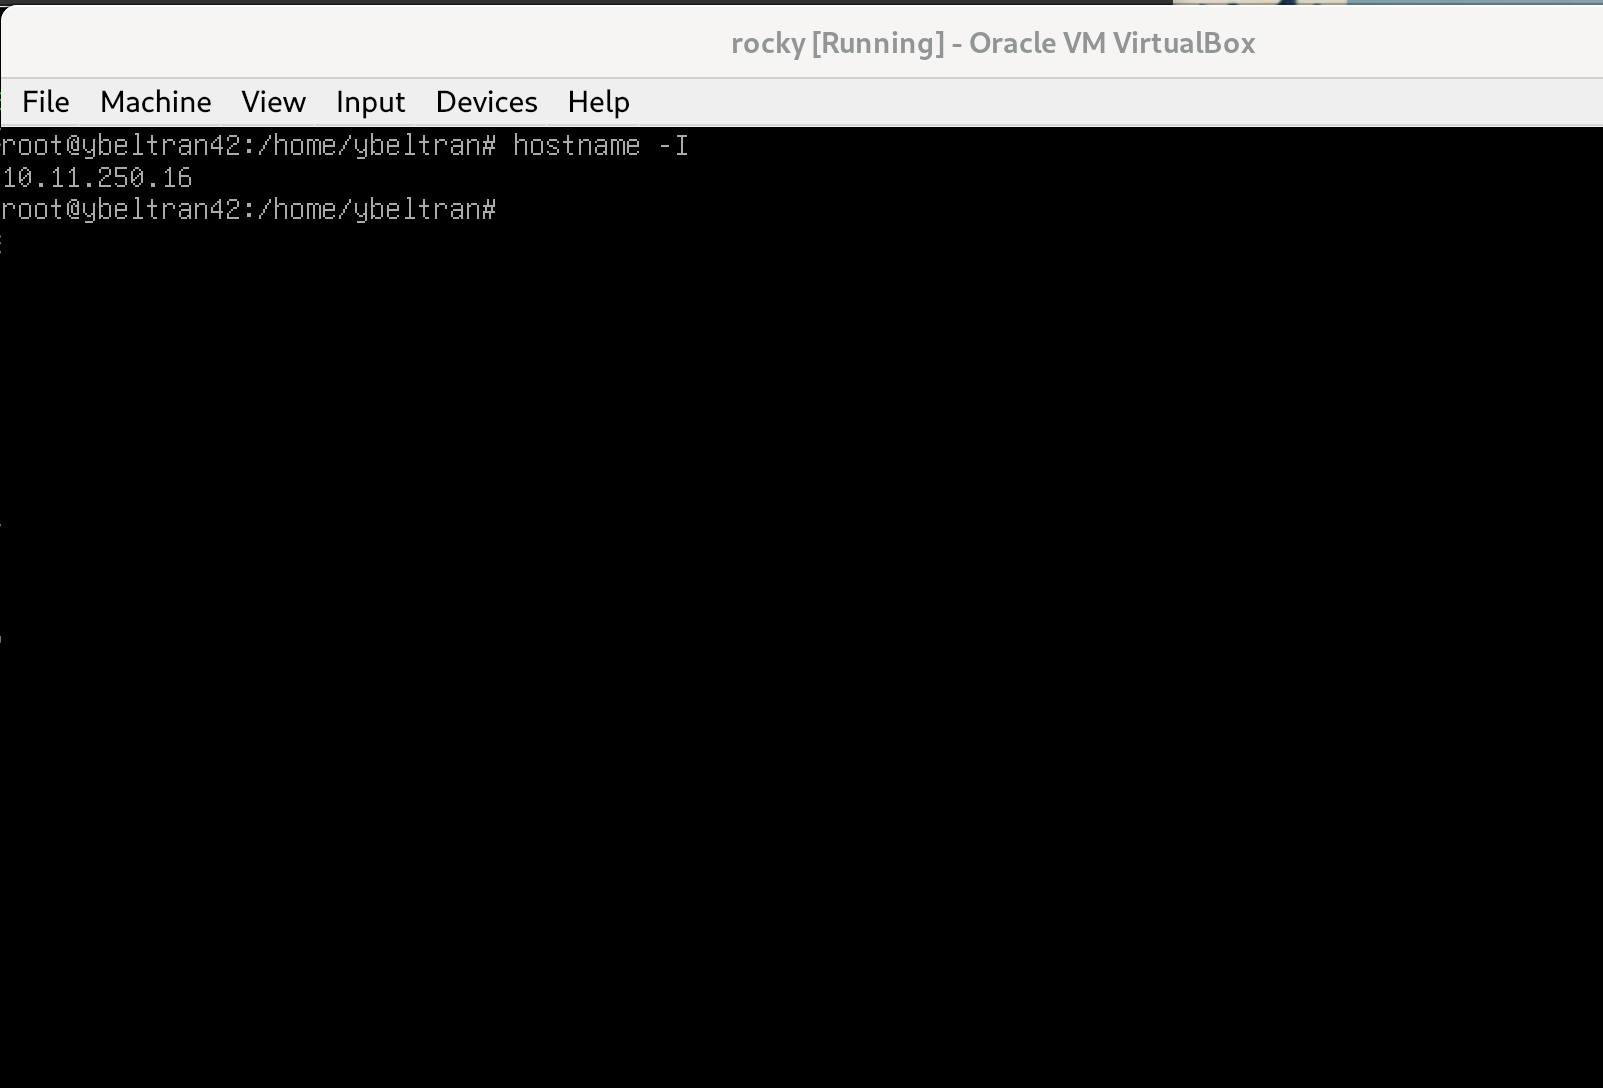 rocky [Running] - Oracle VM VirtualBox
File Machine View Input Devices Help
root@ybeltran42:/home/ybeltran# hostname -I
10.11.250.16
root@ybeltran42:/home/ybeltran#